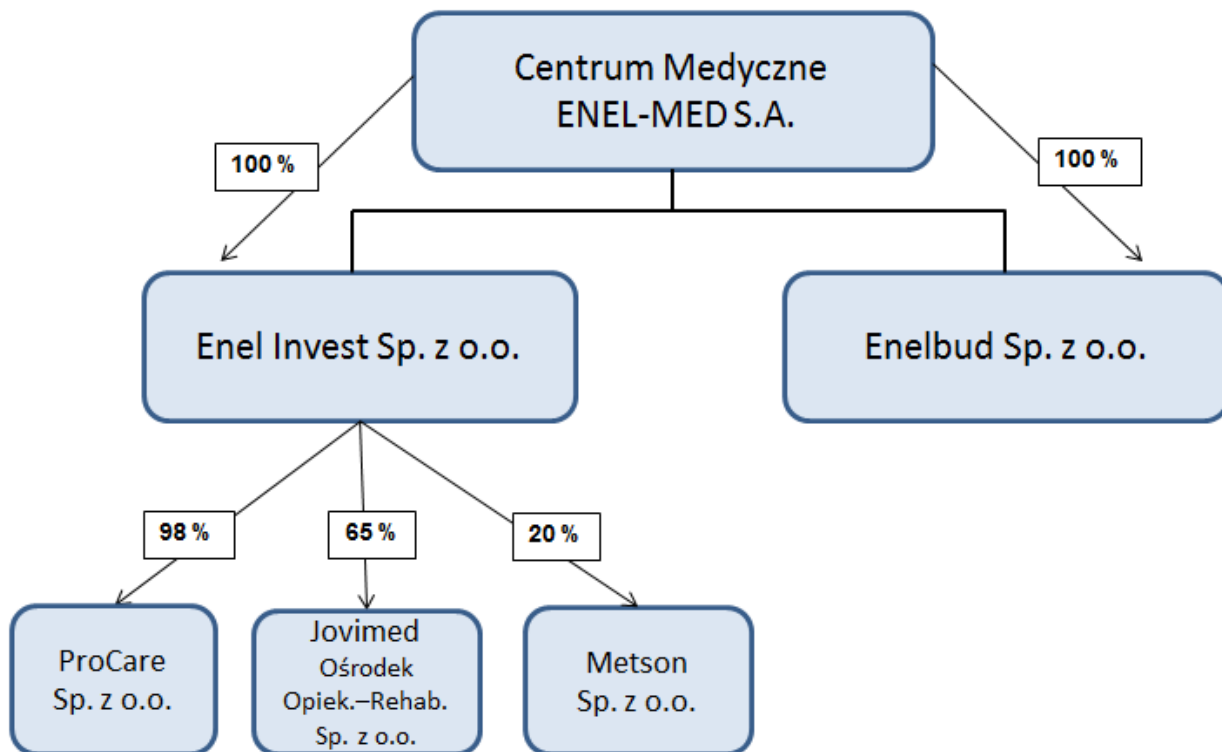 Centrum Medyczne
ENEL-MED S.A.
100 %
100 %
Enel Invest Sp. z o.o.
Enelbud Sp. z o.o.
98 %
65 %
20 %
ProCare
Sp. z o.o.
Jovimed
Ośrodek
Opiek.–Rehab.
Sp. z o.o.
Metson
Sp. z o.o.